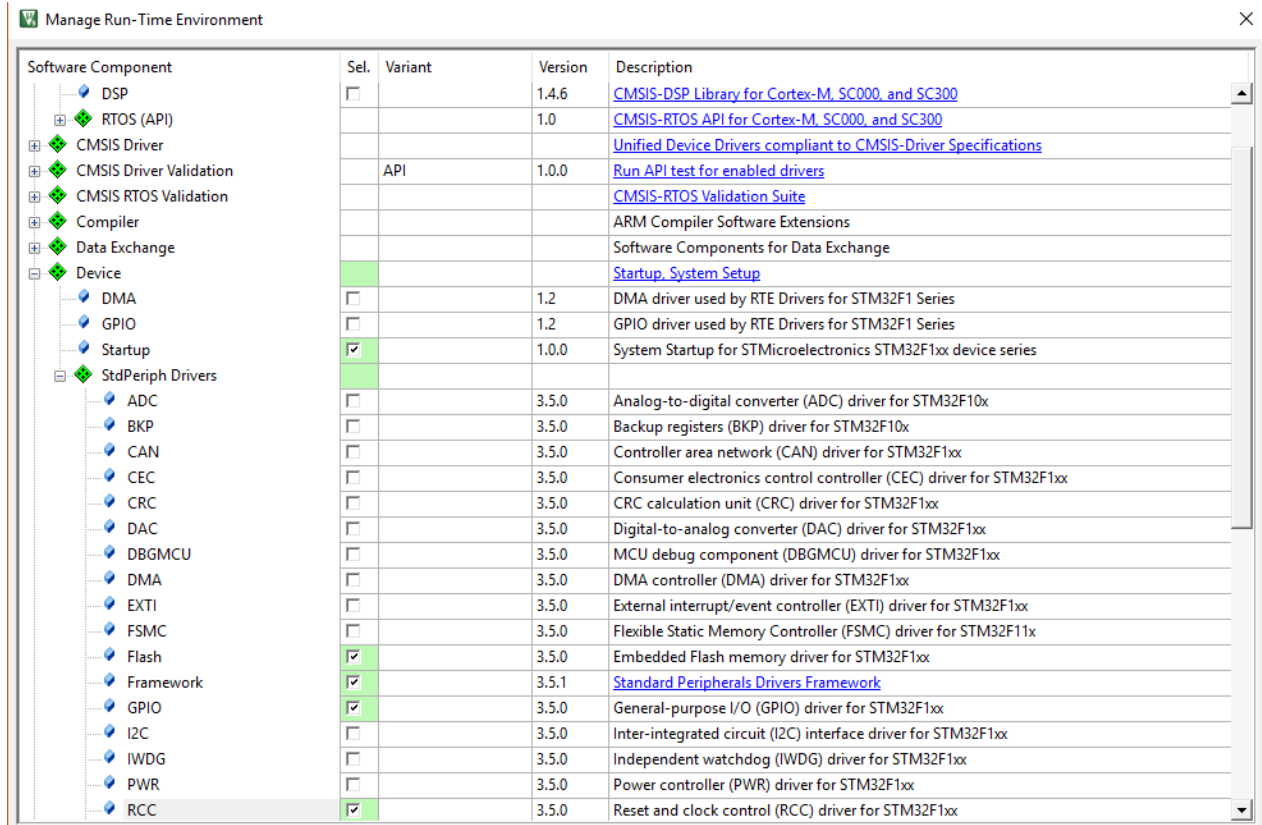 Manage Run-Time Environment
Software Component Sel. Variant Version Description
DSP 1.4.6 CMSIS-DSP Library for Cortex-M, SC000, and SC300
RTOS (API) 1.0 CMSIS-RTOS API for Cortex-M, SC000, and SC300
CMSIS Driver Unified Device Drivers compliant to CMSIS-Driver Specifications
CMSIS Driver Validation API 1.0.0 Run API test for enabled drivers
CMSIS RTOS Validation CMSIS-RTOS Validation Suite
Compiler ARM Compiler Software Extensions
Data Exchange Software Components for Data Exchange
Device Startup, System Setup
DMA 1.2 DMA driver used by RTE Drivers for STM32F1 Series
GPIO 1.2 GPIO driver used by RTE Drivers for STM32F1 Series
Startup 1.0.0 System Startup for STMicroelectronics STM32F1xx device series
StdPeriph Drivers
ADC 3.5.0 Analog-to-digital converter (ADC) driver for STM32F10x
BKP 3.5.0 Backup registers (BKP) driver for STM32F10x
CAN 3.5.0 Controller area network (CAN) driver for STM32F1xx
CEC 3.5.0 Consumer electronics control controller (CEC) driver for STM32F1xx
CRC 3.5.0 CRC calculation unit (CRC) driver for STM32F1xx
DAC 3.5.0 Digital-to-analog converter (DAC) driver for STM32F1xx
DBGMCU 3.5.0 MCU debug component (DBGMCU) driver for STM32F1xx
DMA 3.5.0 DMA controller (DMA) driver for STM32F1xx
EXTI 3.5.0 External interrupt/event controller (EXTI) driver for STM32F1xx
FSMC 3.5.0 Flexible Static Memory Controller (FSMC) driver for STM32F11x
Flash 3.5.0 Embedded Flash memory driver for STM32F1xx
Framework 3.5.1 Standard Peripherals Drivers Framework
GPIO 3.5.0 General-purpose I/O (GPIO) driver for STM32F1xx
I2C 3.5.0 Inter-integrated circuit (I2C) interface driver for STM32F1xx
IWDG 3.5.0 Independent watchdog (IWDG) driver for STM32F1xx
PWR 3.5.0 Power controller (PWR) driver for STM32F1xx
RCC 3.5.0 Reset and clock control (RCC) driver for STM32F1xx